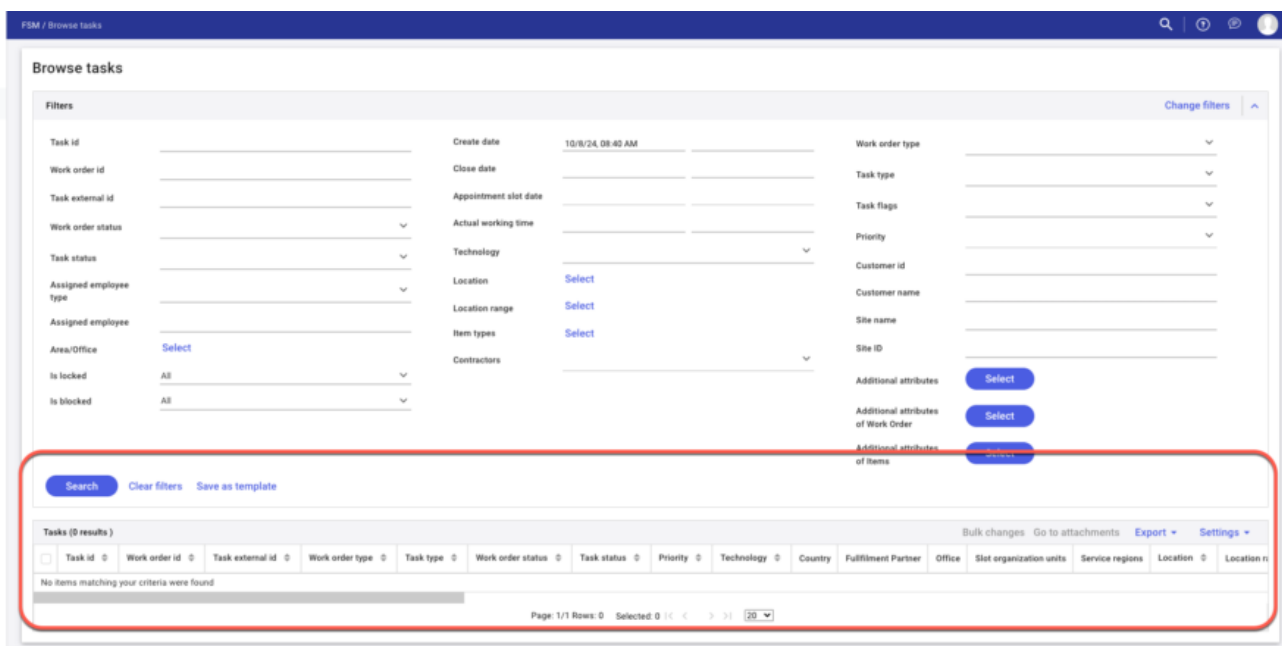 FSM / Browse tasks
Browse tasks
Filters
Change filters
Task id
Work order id
Task external id
Work order status
Task status
Assigned employee
type
Assigned employee
Area/Office Select
Is locked All
Is blocked All
Create date 10/8/24, 08:40 AM
Close date
Appointment slot date
Actual working time
Technology
Location Select
Location range Select
Item types Select
Contractors
Work order type
Task type
Task flags
Priority
Customer id
Customer name
Site name
Site ID
Additional attributes Select
Additional attributes
of Work Order Select
Additional attributes
of Items Select
Search Clear filters Save as template
Tasks (0 results )
Bulk changes Go to attachments Export Settings
Task id Work order id Task external id Work order type Task type Work order status Task status Priority Technology Country Fullfilment Partner Office Slot organization units Service regions Location Location ra
No items matching your criteria were found
Page: 1/1 Rows: 0 Selected: 0 |< < > >| 20